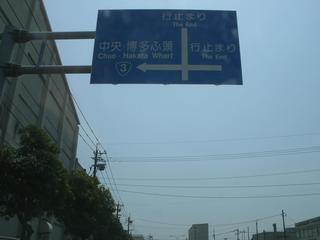 行止まり
The End
中央 博多ふ頭
Chuo - Hakata Wharf
3
行止まり
The End